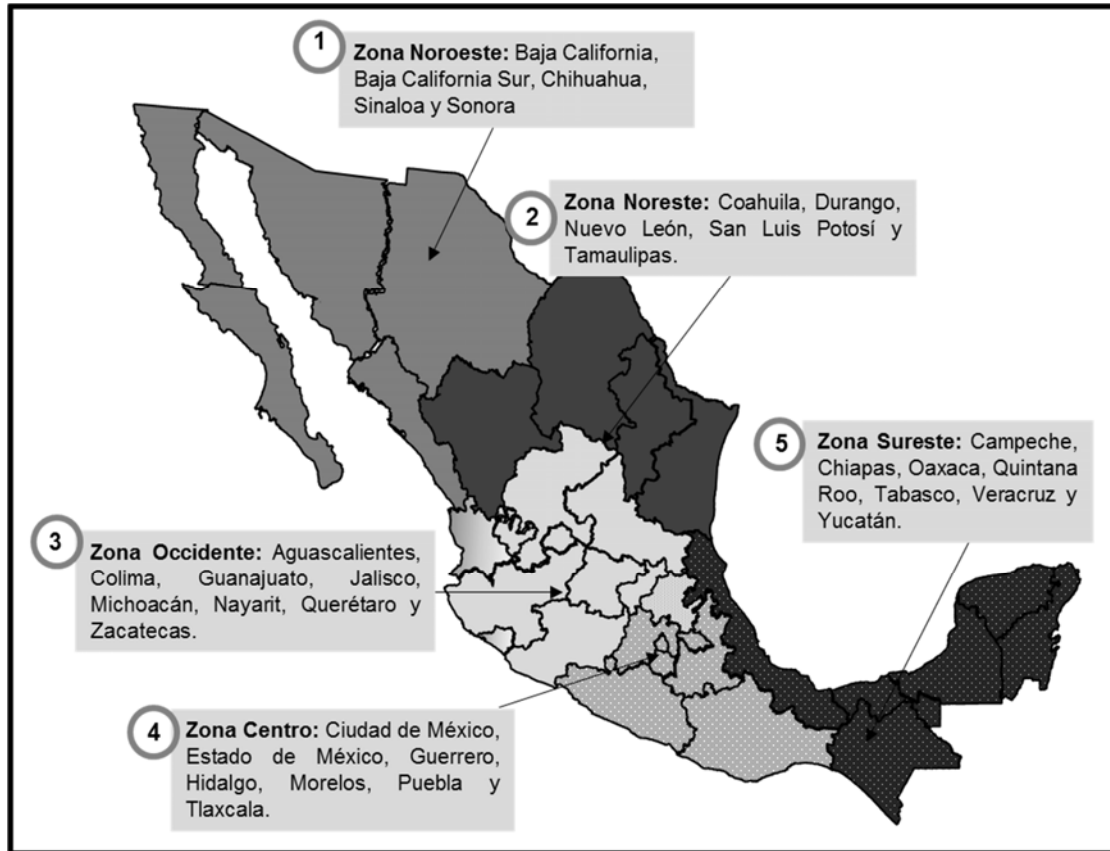 1
Zona Noroeste: Baja California,
Baja California Sur, Chihuahua,
Sinaloa y Sonora
2
Zona Noreste: Coahuila, Durango,
Nuevo León, San Luis Potosí y
Tamaulipas.
5
Zona Sureste: Campeche,
Chiapas, Oaxaca, Quintana
Roo, Tabasco, Veracruz y
Yucatán.
3
Zona Occidente: Aguascalientes,
Colima, Guanajuato, Jalisco,
Michoacán, Nayarit, Querétaro y
Zacatecas.
4
Zona Centro: Ciudad de México,
Estado de México, Guerrero,
Hidalgo, Morelos, Puebla y
Tlaxcala.